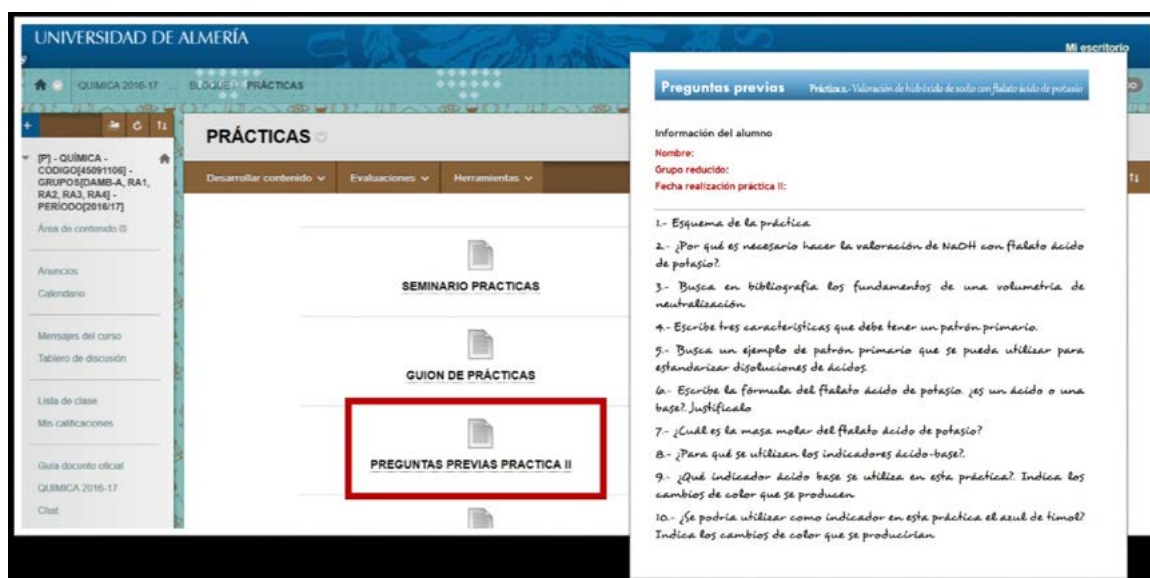 UNIVERSIDAD DE ALMERÍA
Mi escritorio
QUIMICA 2016-17 ... BLOQUE I PRÁCTICAS
PRÁCTICAS
[P] - QUÍMICA -
CÓDIGO[45091106] -
GRUPOS[DAMB-A, RA1,
RA2, RA3, RA4] -
PERÍODO[2016/17]
Área de contenido
Anuncios
Calendario
Mensajes del curso
Tablero de discusión
Lista de clase
Mis calificaciones
Guía docente oficial
QUIMICA 2016-17
Chat
Desarrollar contenido
Evaluaciones
Herramientas
SEMINARIO PRACTICAS
GUION DE PRÁCTICAS
PREGUNTAS PREVIAS PRACTICA II
Preguntas previas Práctica 2.- Valoración de hidróxido de sodio con ftalato ácido de potasio
Información del alumno
Nombre:
Grupo reducido:
Fecha realización práctica II:
1.- Esquema de la práctica
2.- ¿Por qué es necesario hacer la valoración de NaOH con ftalato ácido
de potasio?.
3.- Busca en bibliografía los fundamentos de una volumetría de
neutralización
4.- Escribe tres características que debe tener un patrón primario.
5.- Busca un ejemplo de patrón primario que se pueda utilizar para
estandarizar disoluciones de ácidos.
6.- Escribe la fórmula del ftalato ácido de potasio. ¿es un ácido o una
base?. Justifícalo
7.- ¿Cuál es la masa molar del ftalato ácido de potasio?
8.- ¿Para qué se utilizan los indicadores ácido-base?.
9.- ¿Qué indicador ácido base se utiliza en esta práctica?. Indica los
cambios de color que se producen
10.- ¿Se podría utilizar como indicador en esta práctica el azul de timol?
Indica los cambios de color que se producirían